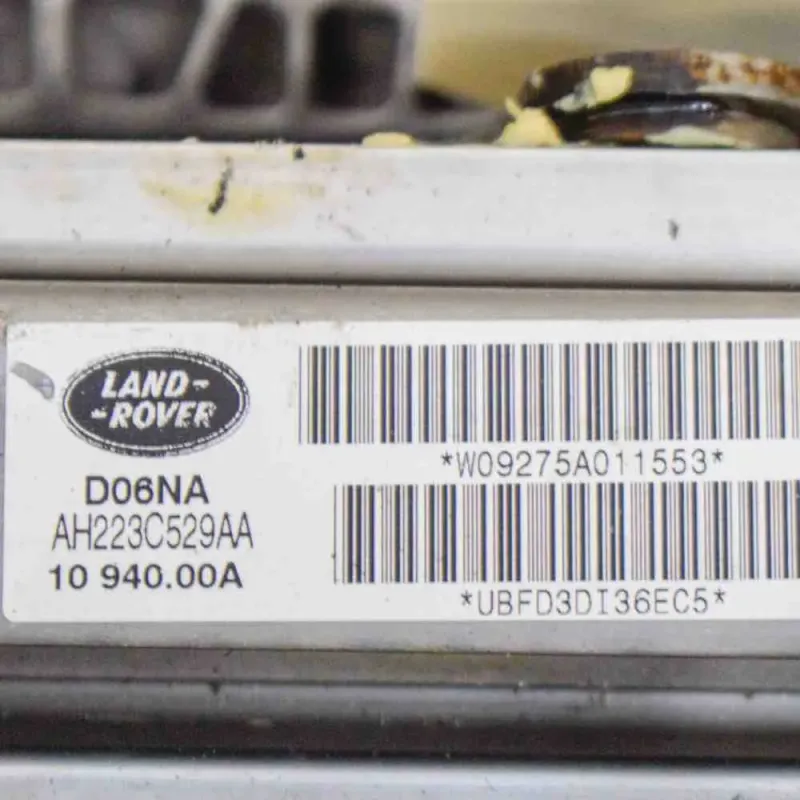 LAND-
-ROVER
D06NA
AH223C529AA
10 940.00A
*W09275A011553*
*UBFD3DI36EC5*